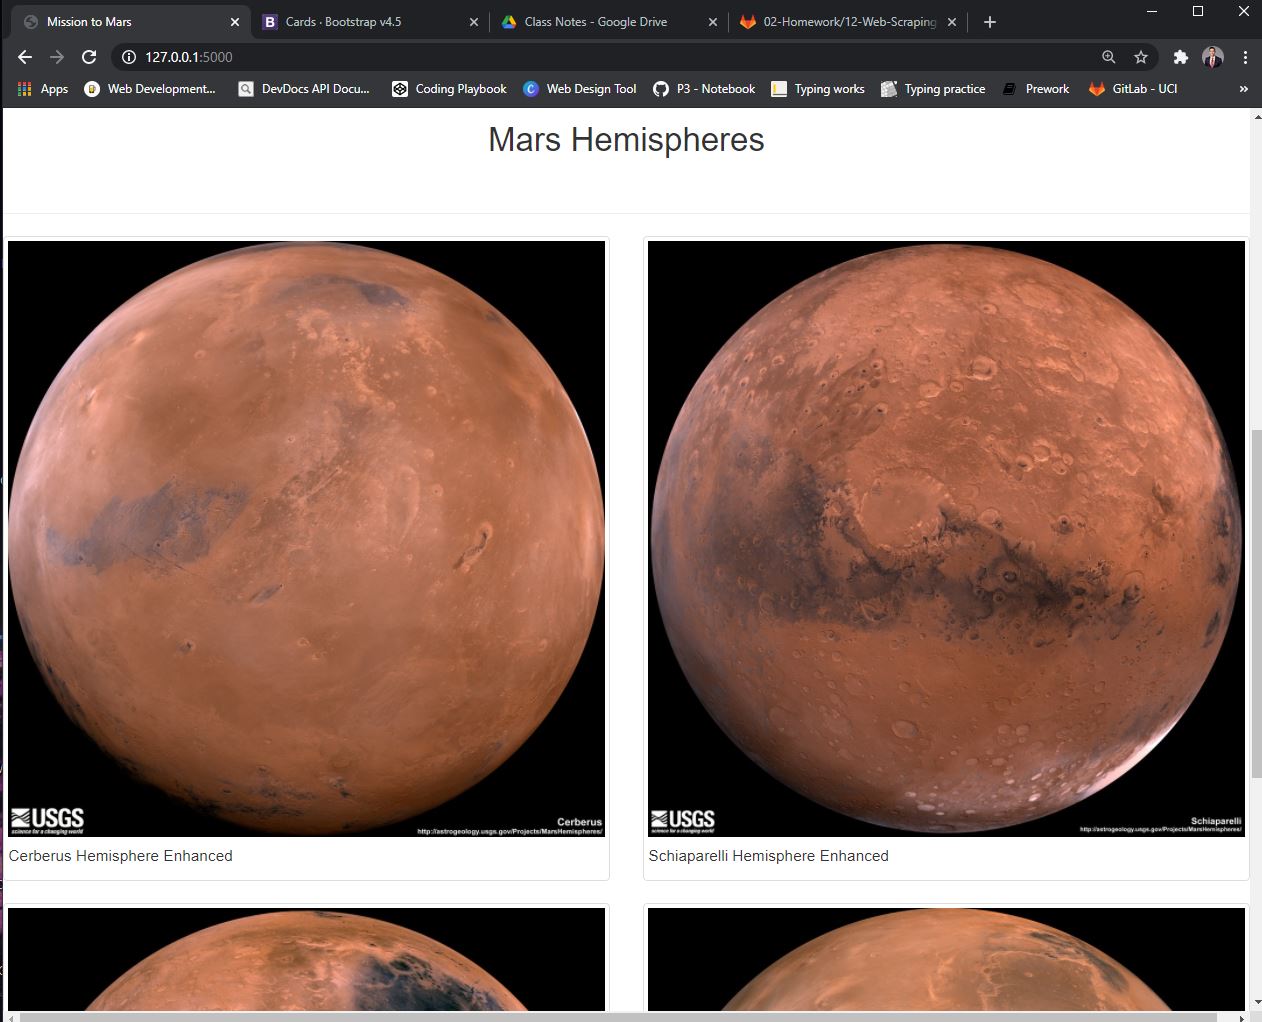 Mission to Mars
Cards · Bootstrap v4.5
Class Notes - Google Drive
02-Homework/12-Web-Scraping
127.0.0.1:5000
Apps
Web Development...
DevDocs API Docu...
Coding Playbook
Web Design Tool
P3 - Notebook
Typing works
Typing practice
Prework
GitLab - UCI
»
Mars Hemispheres
USGS
science for a changing world
Cerberus
http://astrogeology.usgs.gov/Projects/MarsHemispheres/
USGS
science for a changing world
Schiaparelli
http://astrogeology.usgs.gov/Projects/MarsHemispheres/
Cerberus Hemisphere Enhanced
Schiaparelli Hemisphere Enhanced